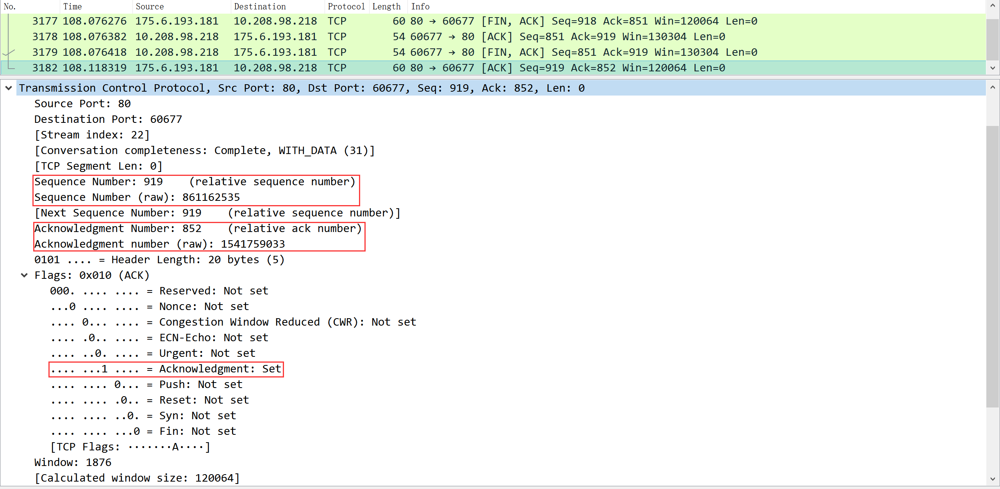 No. Time Source Destination Protocol Length Info
3177 108.076276 175.6.193.181 10.208.98.218 TCP 60 80 → 60677 [FIN, ACK] Seq=918 Ack=851 Win=120064 Len=0
3178 108.076382 10.208.98.218 175.6.193.181 TCP 54 60677 → 80 [ACK] Seq=851 Ack=919 Win=130304 Len=0
3179 108.076418 10.208.98.218 175.6.193.181 TCP 54 60677 → 80 [FIN, ACK] Seq=851 Ack=919 Win=130304 Len=0
3182 108.118319 175.6.193.181 10.208.98.218 TCP 60 80 → 60677 [ACK] Seq=919 Ack=852 Win=120064 Len=0
Transmission Control Protocol, Src Port: 80, Dst Port: 60677, Seq: 919, Ack: 852, Len: 0
Source Port: 80
Destination Port: 60677
[Stream index: 22]
[Conversation completeness: Complete, WITH_DATA (31)]
[TCP Segment Len: 0]
Sequence Number: 919    (relative sequence number)
Sequence Number (raw): 861162535
[Next Sequence Number: 919    (relative sequence number)]
Acknowledgment Number: 852    (relative ack number)
Acknowledgment number (raw): 1541759033
0101 .... = Header Length: 20 bytes (5)
Flags: 0x010 (ACK)
000. .... .... = Reserved: Not set
...0 .... .... = Nonce: Not set
.... 0... .... = Congestion Window Reduced (CWR): Not set
.... .0.. .... = ECN-Echo: Not set
.... ..0. .... = Urgent: Not set
.... ...1 .... = Acknowledgment: Set
.... .... 0... = Push: Not set
.... .... .0.. = Reset: Not set
.... .... ..0. = Syn: Not set
.... .... ...0 = Fin: Not set
[TCP Flags: ·······A····]
Window: 1876
[Calculated window size: 120064]